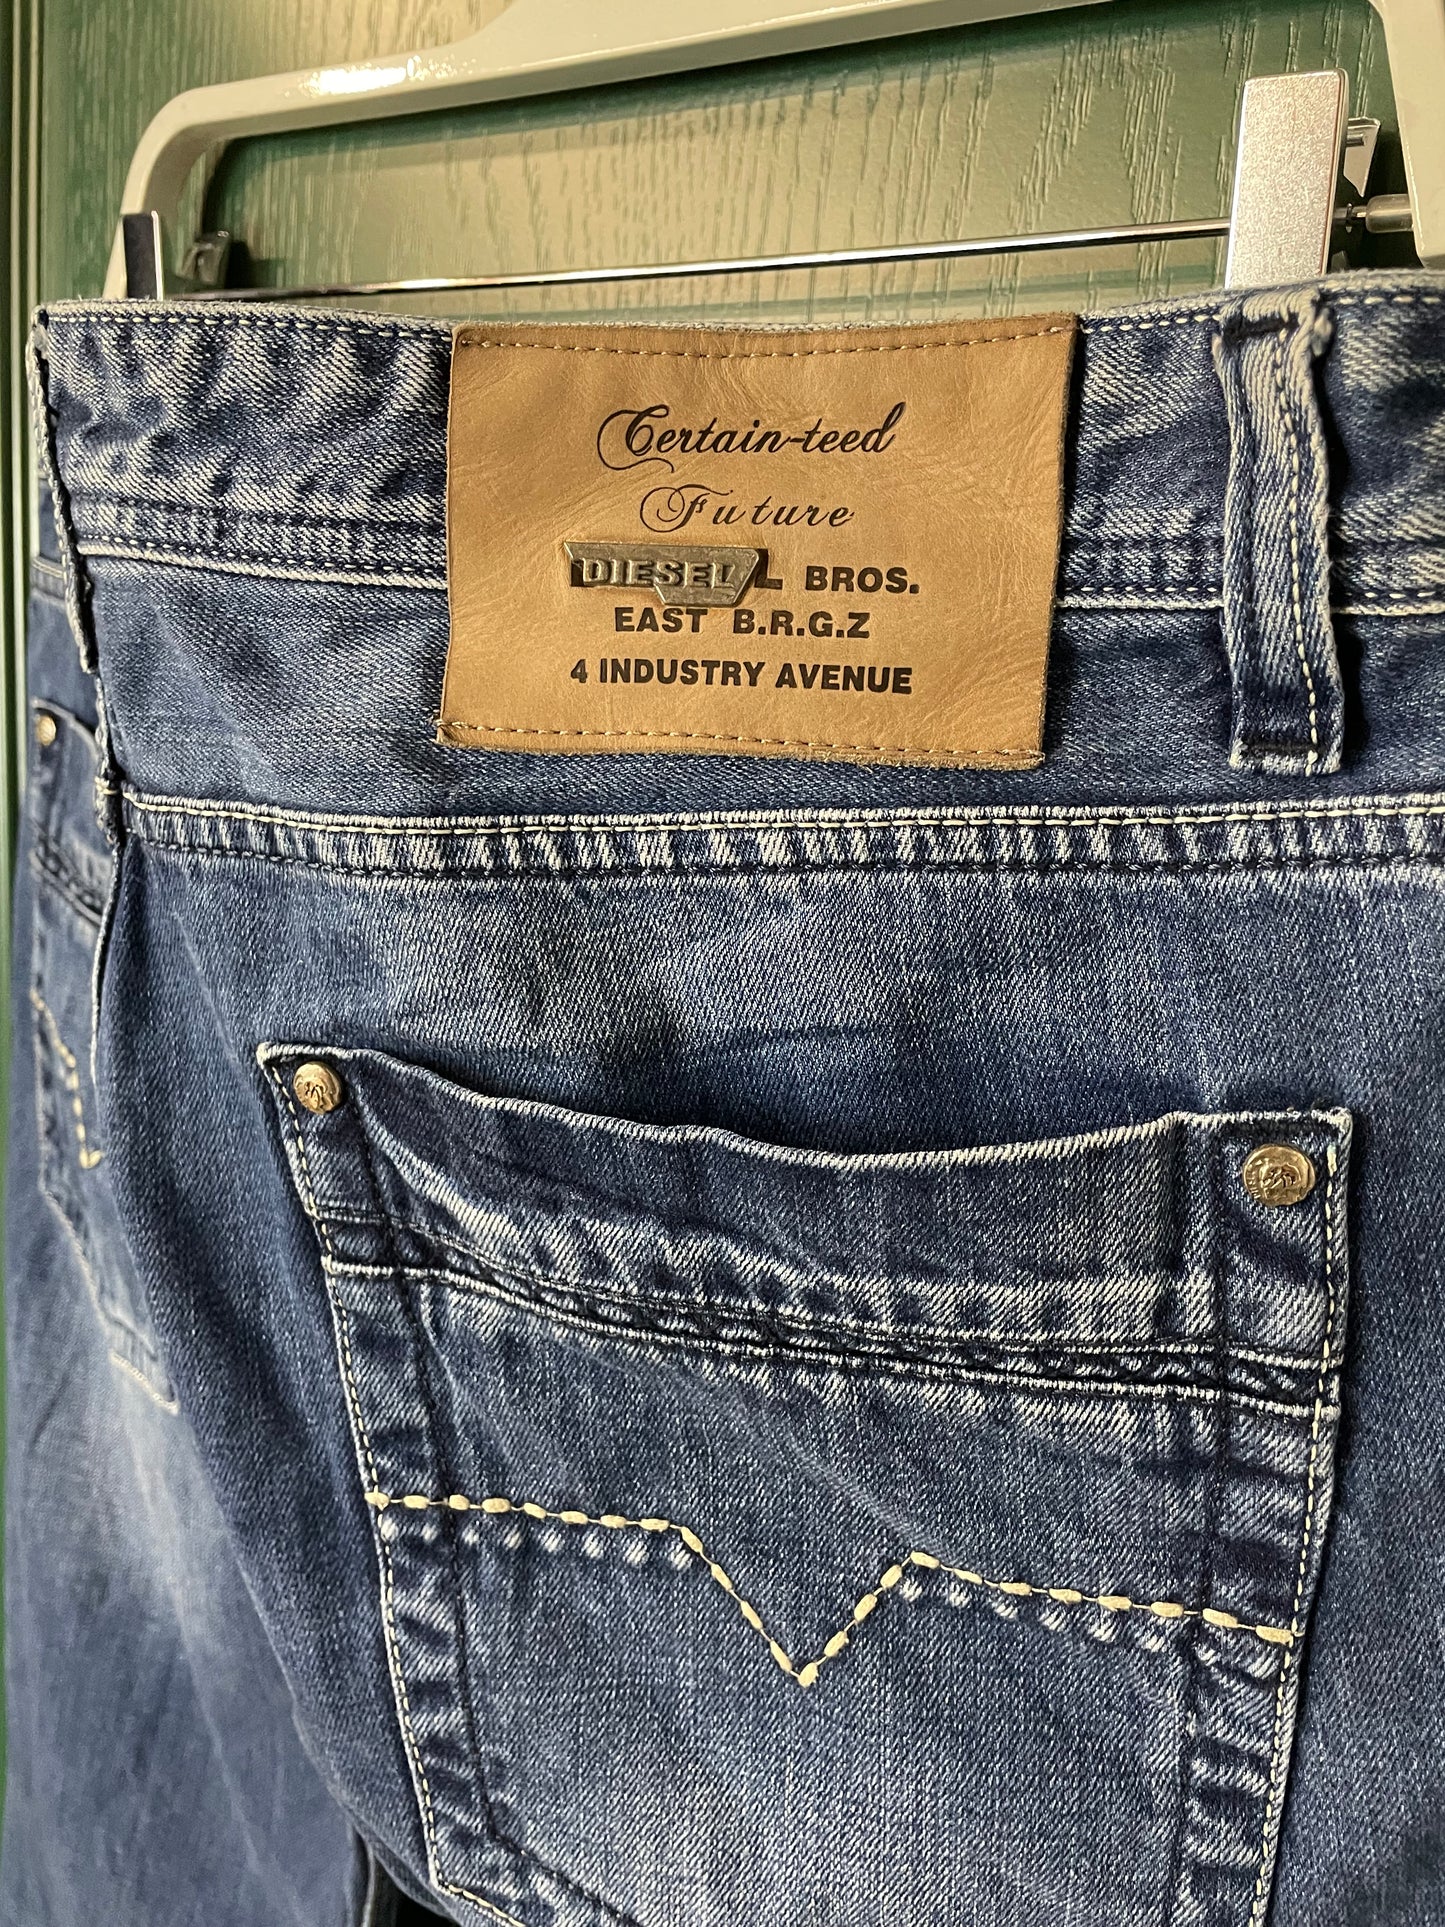 Certain-teed
Future
DIESEL L BROS.
EAST B.R.G.Z
4 INDUSTRY AVENUE